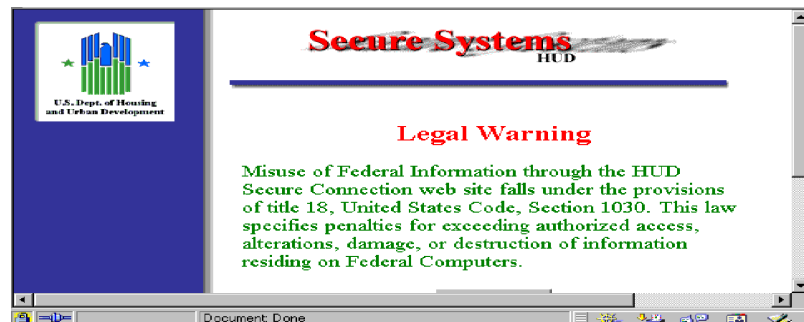 U.S. Dept. of Housing
and Urban Development
Secure Systems
HUD
Legal Warning
Misuse of Federal Information through the HUD
Secure Connection web site falls under the provisions
of title 18, United States Code, Section 1030. This law
specifies penalties for exceeding authorized access,
alterations, damage, or destruction of information
residing on Federal Computers.
Document: Done